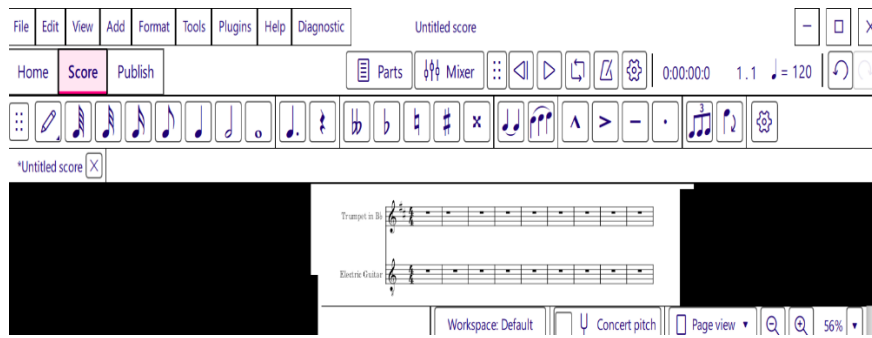 File Edit View Add Format Tools Plugins Help Diagnostic Untitled score
Home Score Publish Parts Mixer 0:00:00:0 1 . 1 = 120
3
*Untitled score
Trumpet in B♭
Electric Guitar
Workspace: Default Concert pitch Page view 56%